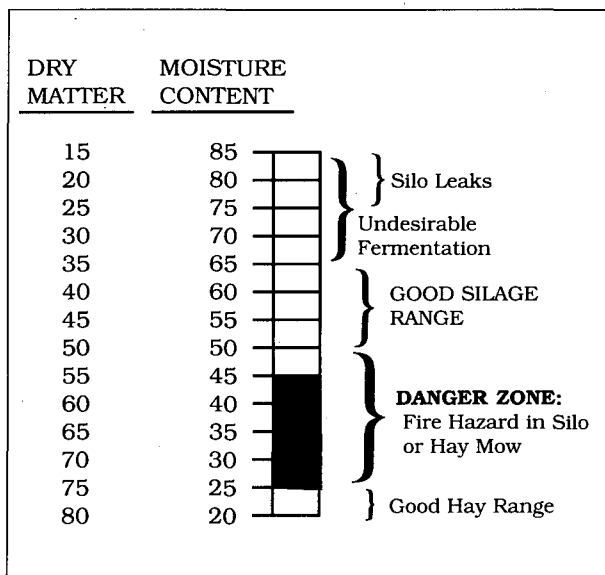 DRY MATTER
MOISTURE CONTENT
15 85
20 80
25 75
30 70
35 65
40 60
45 55
50 50
55 45
60 40
65 35
70 30
75 25
80 20
Silo Leaks
Undesirable
Fermentation
GOOD SILAGE
RANGE
DANGER ZONE:
Fire Hazard in Silo
or Hay Mow
Good Hay Range